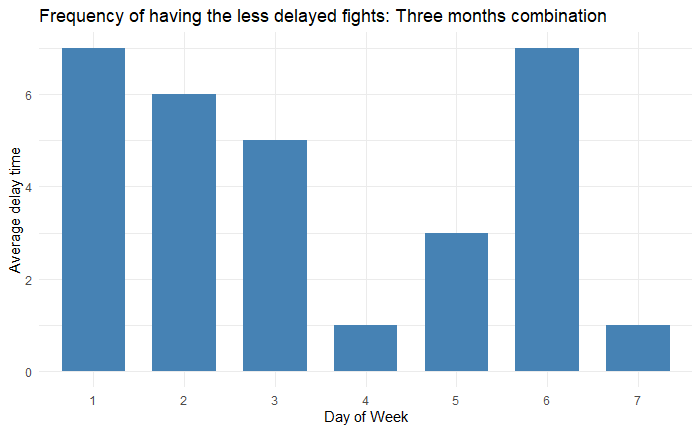 Frequency of having the less delayed fights: Three months combination
Average delay time
6
4
2
0
1 2 3 4 5 6 7
Day of Week